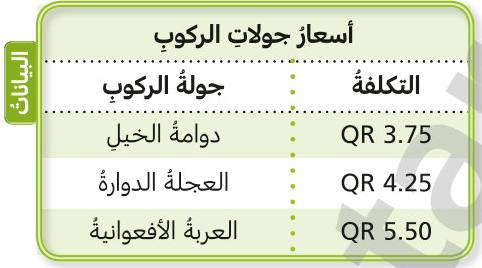 البياناتُ
أسعارُ جولاتِ الركوبِ
التكلفةُ جولةُ الركوبِ
QR 3.75 دوامةُ الخيلِ
QR 4.25 العجلةُ الدوارةُ
QR 5.50 العربةُ الأفعوانيةُ